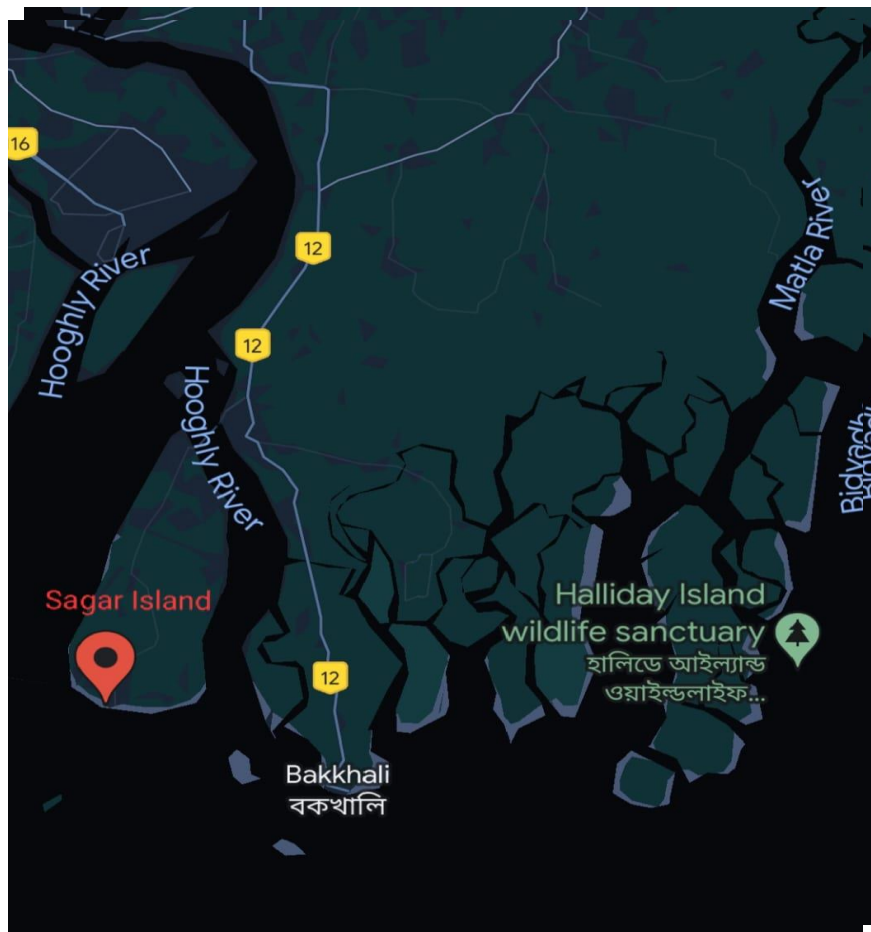 16
12
Matla River
Hooghly River
12
Hooghly River
Bidyadh
Sagar Island
Halliday Island
wildlife sanctuary
হালিডে আইল্যান্ড
ওয়াইল্ডলাইফ...
12
Bakkhali
বকখালি